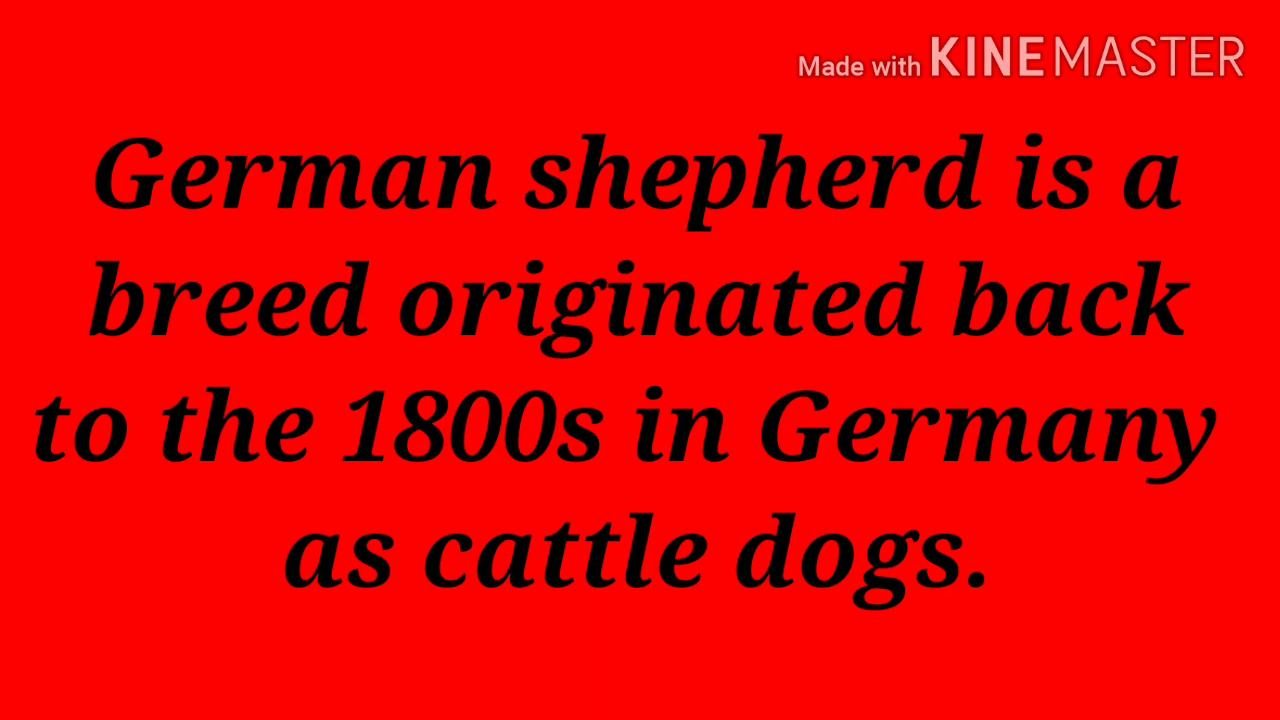 Made with KINEMASTER
German shepherd is a
breed originated back
to the 1800s in Germany
as cattle dogs.